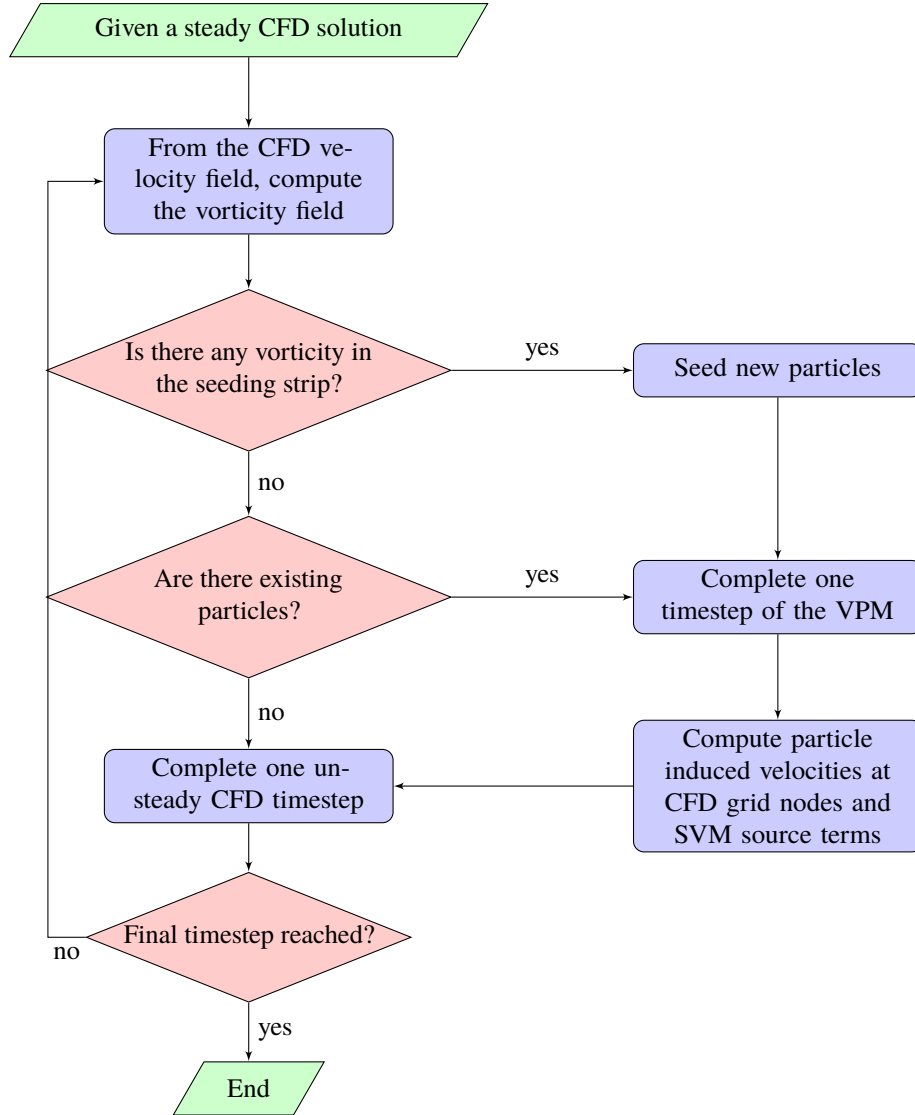 Given a steady CFD solution
From the CFD ve-
locity field, compute
the vorticity field
Is there any vorticity in
the seeding strip?
yes
Seed new particles
no
Are there existing
particles?
yes
Complete one
timestep of the VPM
no
Complete one un-
steady CFD timestep
Compute particle
induced velocities at
CFD grid nodes and
SVM source terms
Final timestep reached?
no
yes
End